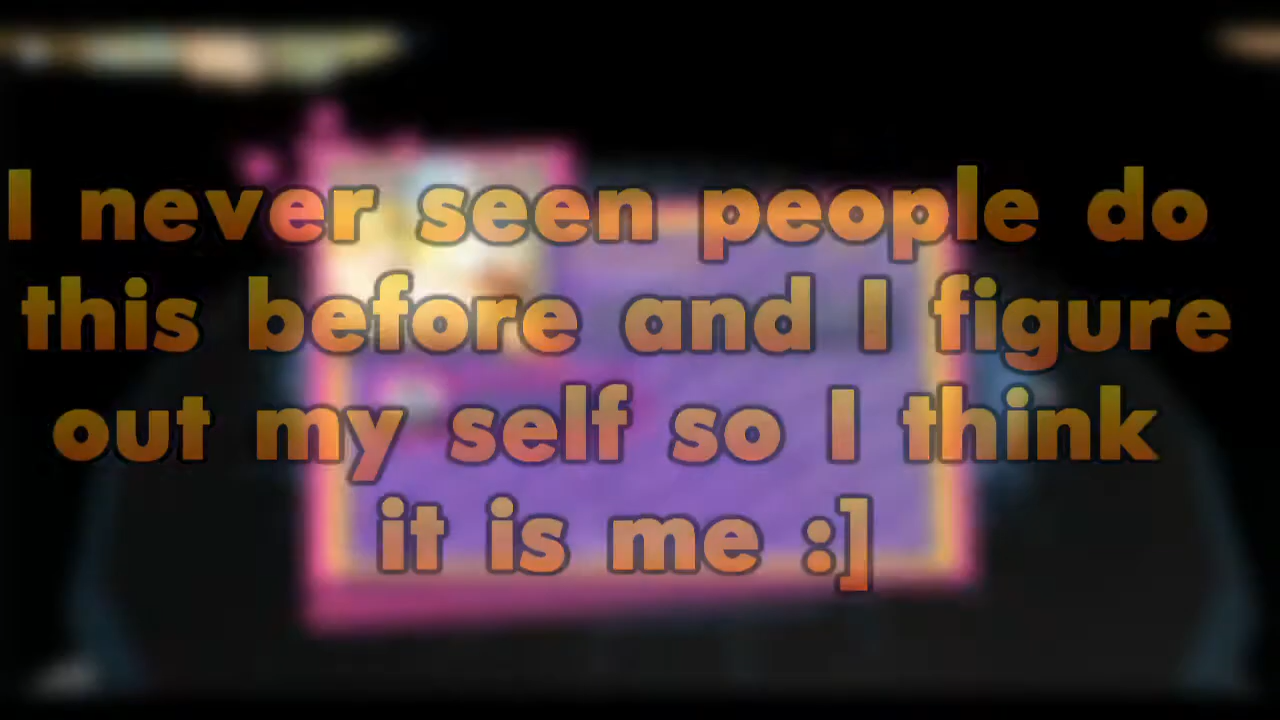 I never seen people do
this before and I figure
out my self so I think
it is me :]